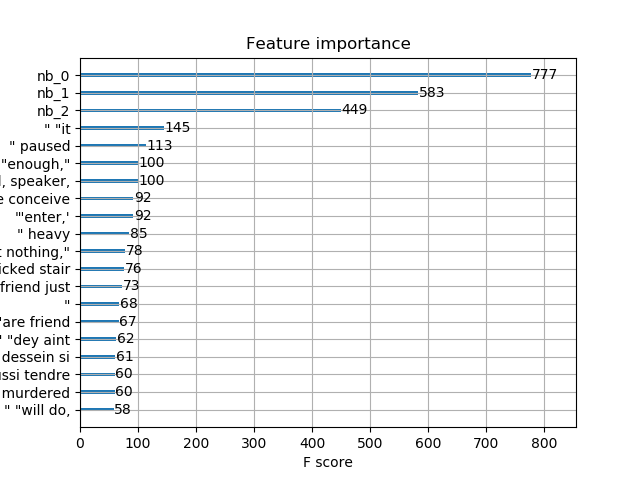 Feature importance
nb_0 777
nb_1 583
nb_2 449
" "it 145
" paused 113
"enough," 100
, speaker, 100
conceive 92
"'enter,' 92
" heavy 85
nothing," 78
icked stair 76
friend just 73
" 68
are friend 67
"dey aint 62
dessein si 61
ussi tendre 60
murdered 60
" "will do, 58
0 100 200 300 400 500 600 700 800
F score